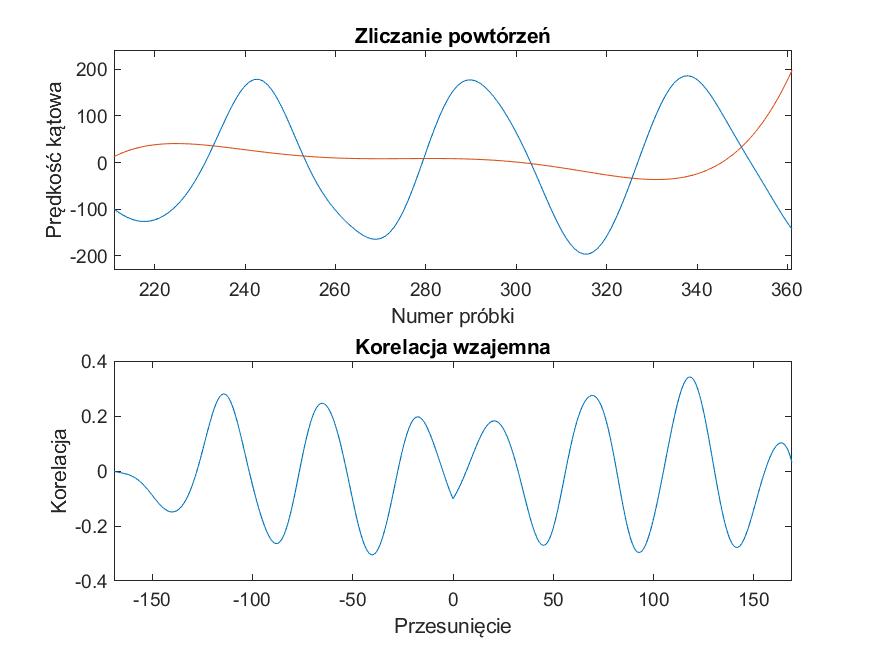 Zliczanie powtórzeń
200
100
0
-100
-200
Prędkość kątowa
220 240 260 280 300 320 340 360
Numer próbki
Korelacja wzajemna
0.4
0.2
0
-0.2
-0.4
Korelacja
-150 -100 -50 0 50 100 150
Przesunięcie